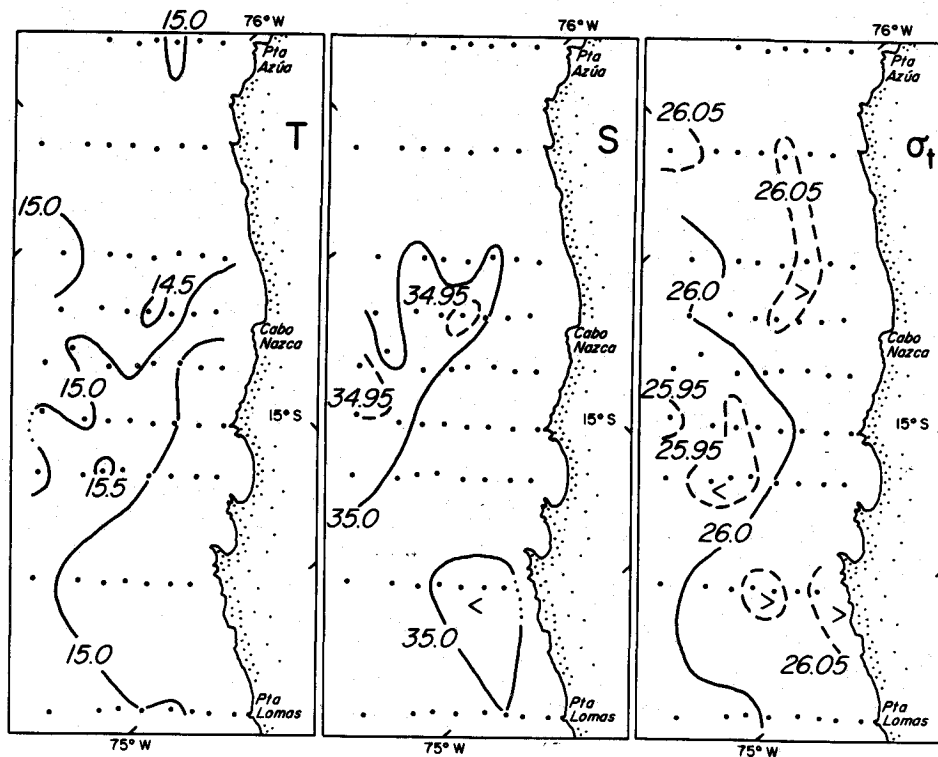 15.0
76° W
Pta
Azúa
T
15.0
14.5
Cabo
Nazca
15.0
15° S
15.5
15.0
Pta
Lomas
75° W
76° W
Pta
Azúa
S
34.95
Cabo
Nazca
34.95
15° S
35.0
<
35.0
Pta
Lomas
75° W
76° W
Pta
Azúa
26.05
σt
26.05
26.0
>
Cabo
Nazca
25.95
15° S
25.95
<
26.0
>
>
26.05
Pta
Lomas
75° W